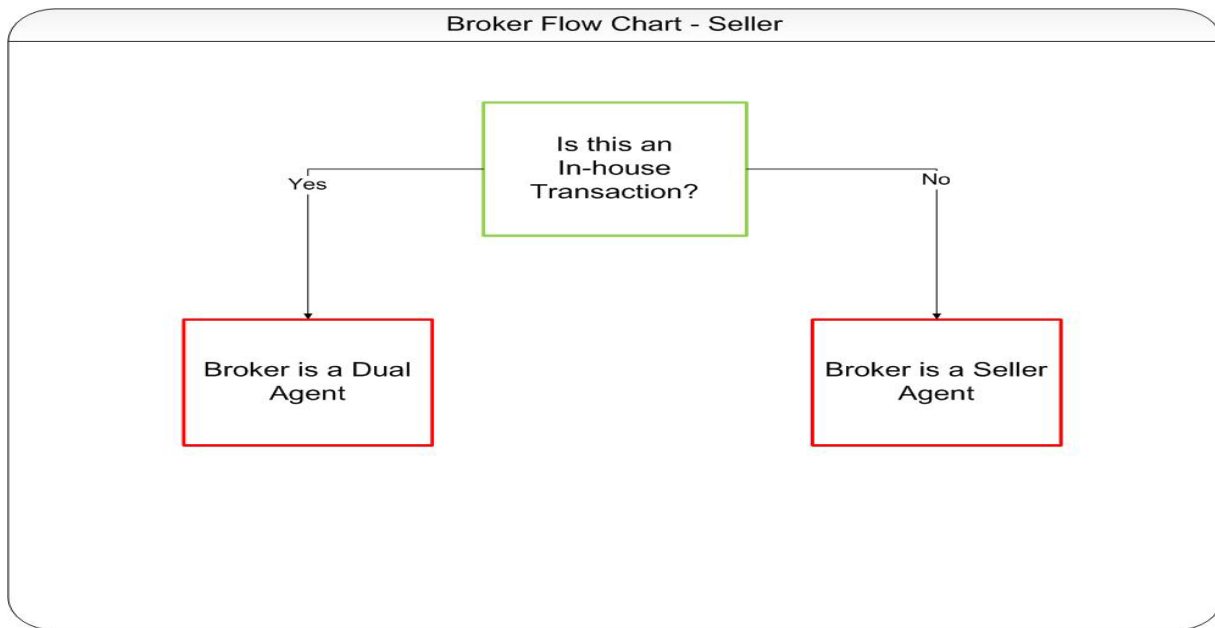 Broker Flow Chart - Seller
Is this an
In-house
Transaction?
Yes
No
Broker is a Dual
Agent
Broker is a Seller
Agent